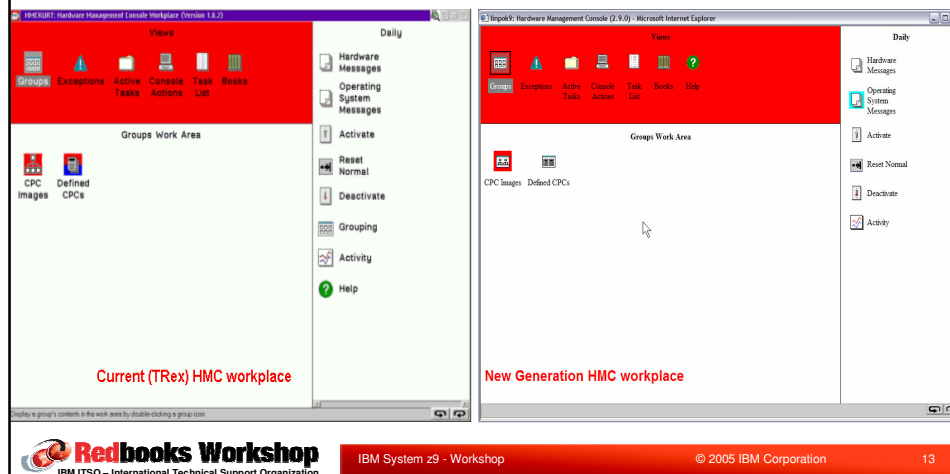 HMCKURT: Hardware Management Console Workplace (Version 1.8.2)
Views
Groups Exceptions Active Tasks Console Actions Task List Books
Groups Work Area
CPC Images Defined CPCs
Daily
Hardware Messages
Operating System Messages
Activate
Reset Normal
Deactivate
Grouping
Activity
Help
Current (TRex) HMC workplace
Display a group's contents in the work area by double-clicking a group icon.
linpok9: Hardware Management Console (2.9.0) - Microsoft Internet Explorer
Views
Groups Exceptions Active Tasks Console Actions Task List Books Help
Groups Work Area
CPC Images Defined CPCs
Daily
Hardware Messages
Operating System Messages
Activate
Reset Normal
Deactivate
Activity
New Generation HMC workplace
Redbooks Workshop
IBM ITSO – International Technical Support Organization
IBM System z9 - Workshop
© 2005 IBM Corporation
13